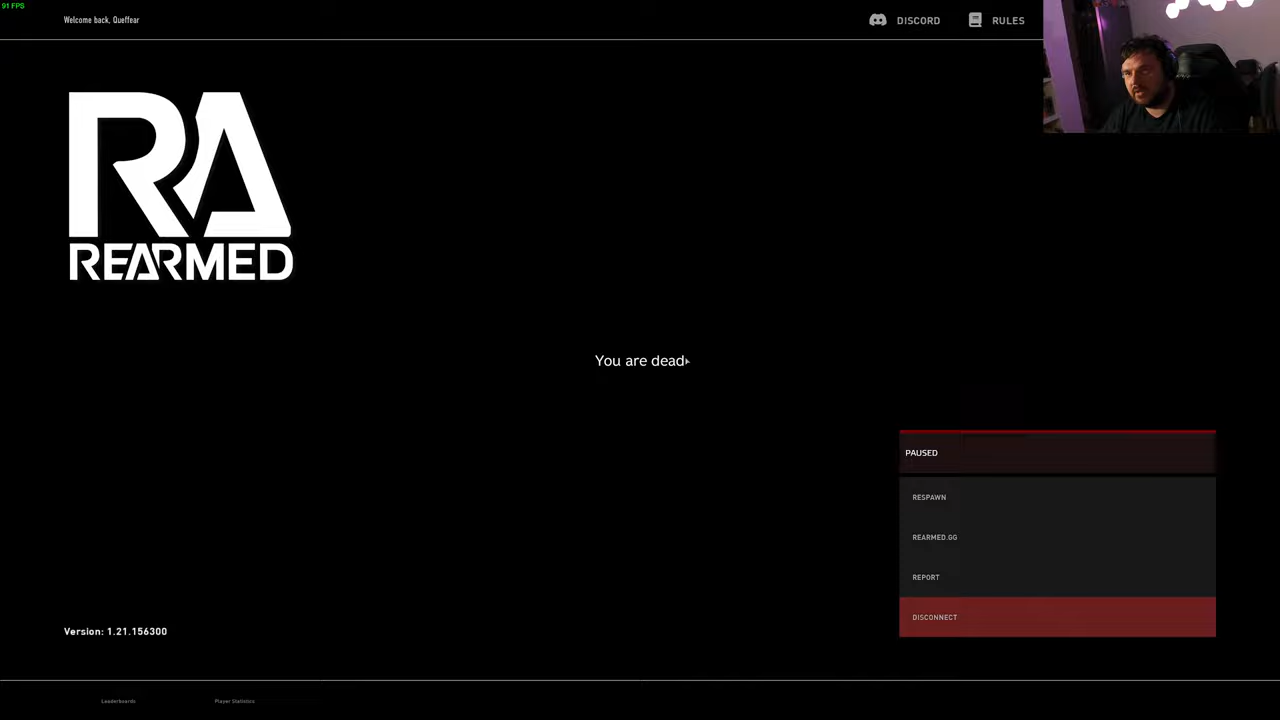 91 FPS
Welcome back, Queffear
DISCORD
RULES
RA
REARMED
You are dead
PAUSED
RESPAWN
REARMED.GG
REPORT
DISCONNECT
Version: 1.21.156300
Leaderboards
Player Statistics